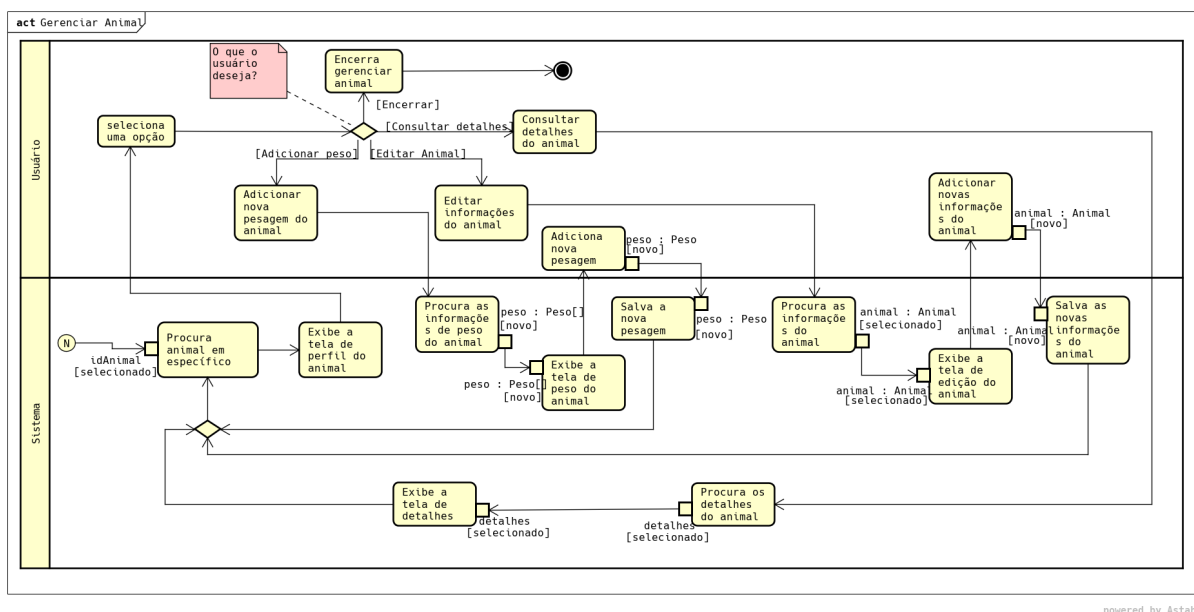 act Gerenciar Animal
O que o
usuário
deseja?
Encerra
gerenciar
animal
[Encerrar]
seleciona
uma opção
[Consultar detalhes]
Consultar
detalhes
do animal
[Adicionar peso]
[Editar Animal]
Usuário
Adicionar
nova
pesagem do
animal
Editar
informações
do animal
Adicionar
novas
informaçõe
s do
animal
animal : Animal
[novo]
Adiciona
nova
pesagem
peso : Peso
[novo]
Sistema
N
idAnimal
[selecionado]
Procura
animal em
específico
Exibe a
tela de
perfil do
animal
Procura as
informaçõe
s de peso
do animal
peso : Peso[]
[novo]
peso : Peso[]
[novo]
Exibe a
tela de
peso do
animal
Salva a
nova
pesagem
peso : Peso
[novo]
Procura as
informaçõe
s do
animal
animal : Animal
[selecionado]
animal : Animal
[selecionado]
Exibe a
tela de
edição do
animal
animal : Animal
[novo]
Salva as
novas
informaçõe
s do
animal
Exibe a
tela de
detalhes
detalhes
[selecionado]
detalhes
[selecionado]
Procura os
detalhes
do animal
powered by Astah